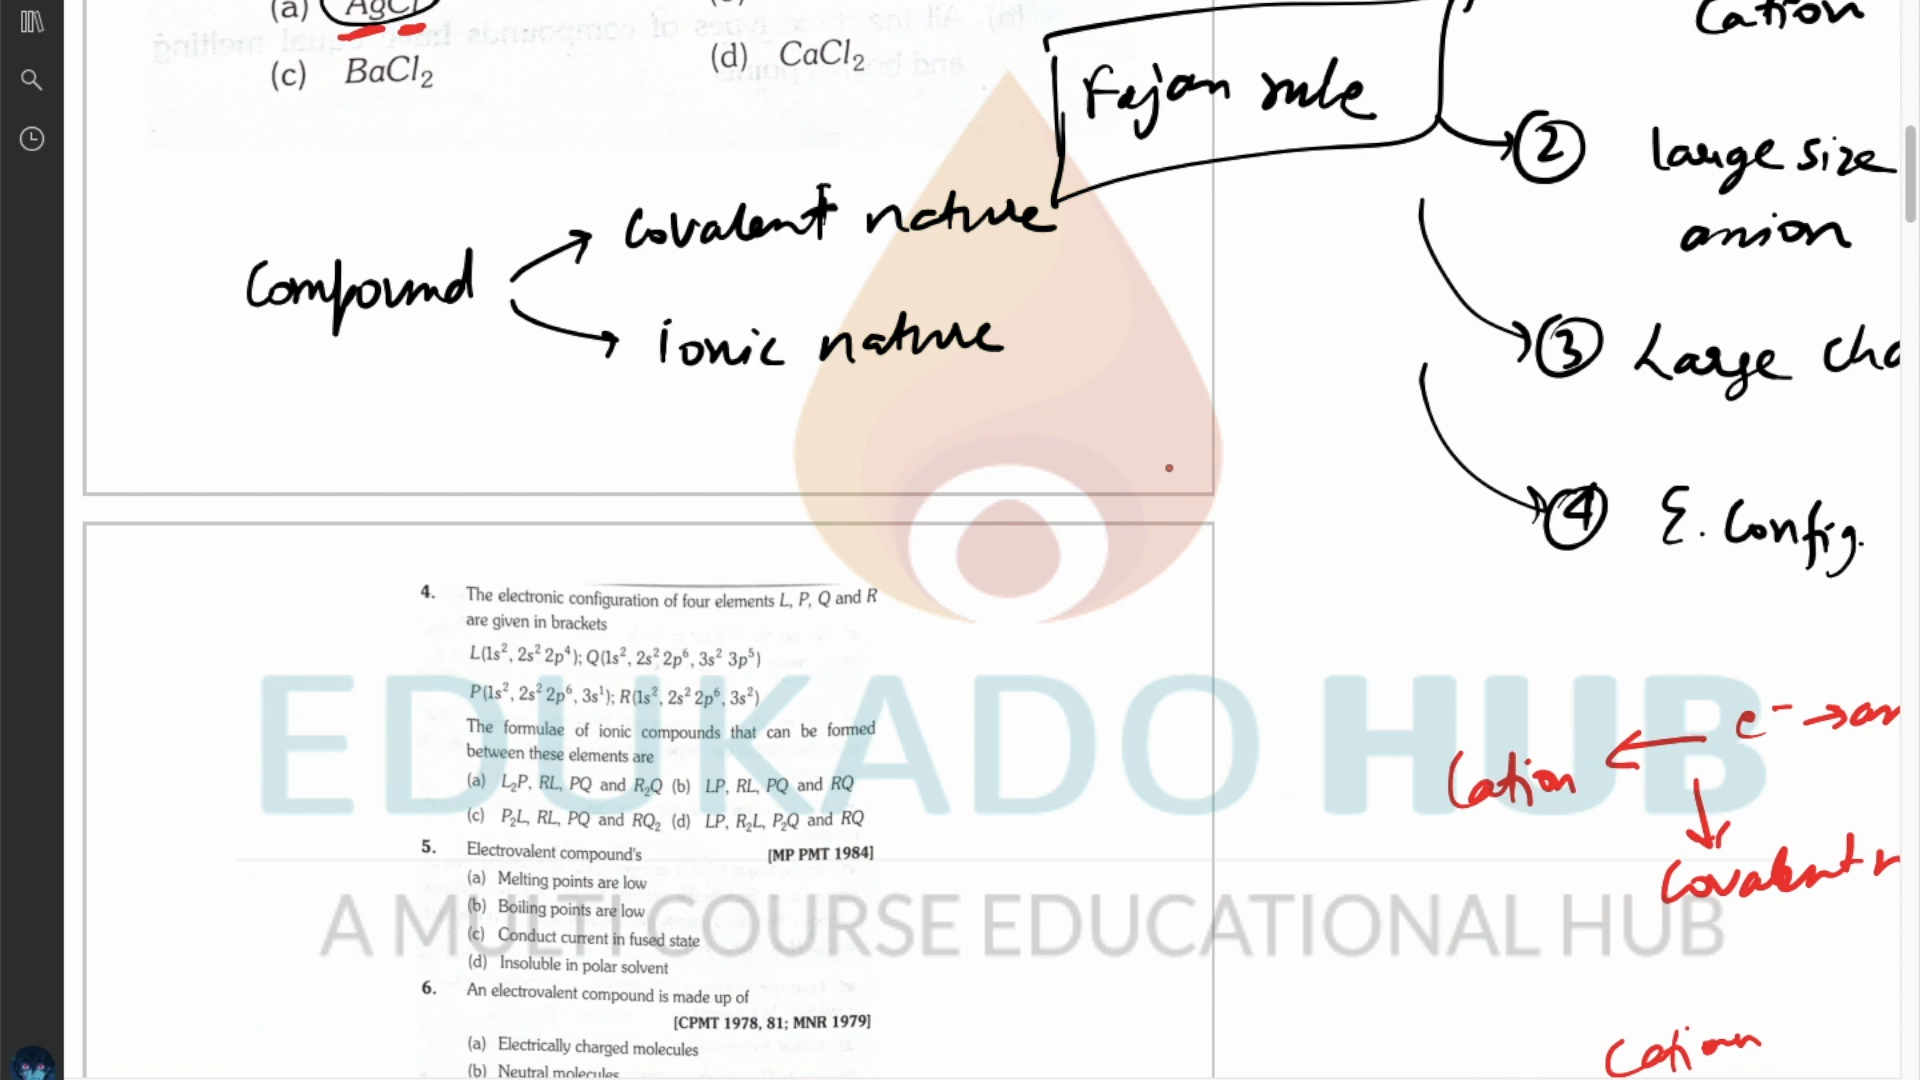 (a) AgCl
(c) BaCl2
(d) CaCl2
Fajan rule
Cation
② large size
anion
③ Large cha
④ E. Config.
Compound
Covalent nature
ionic nature
4. The electronic configuration of four elements L, P, Q and R
are given in brackets
L(1s², 2s² 2p⁴); Q(1s², 2s² 2p⁶, 3s² 3p⁵)
P(1s², 2s² 2p⁶, 3s¹); R(1s², 2s² 2p⁶, 3s²)
The formulae of ionic compounds that can be formed
between these elements are
(a) L₂P, RL, PQ and R₂Q (b) LP, RL, PQ and RQ
(c) P₂L, RL, PQ and RQ₂ (d) LP, R₂L, P₂Q and RQ
5. Electrovalent compound's [MP PMT 1984]
(a) Melting points are low
(b) Boiling points are low
(c) Conduct current in fused state
(d) Insoluble in polar solvent
6. An electrovalent compound is made up of
[CPMT 1978, 81; MNR 1979]
(a) Electrically charged molecules
(b) Neutral molecules
e⁻ → an
Cation
Covalent
Cation
EDUKADO HUB
A MULTI COURSE EDUCATIONAL HUB